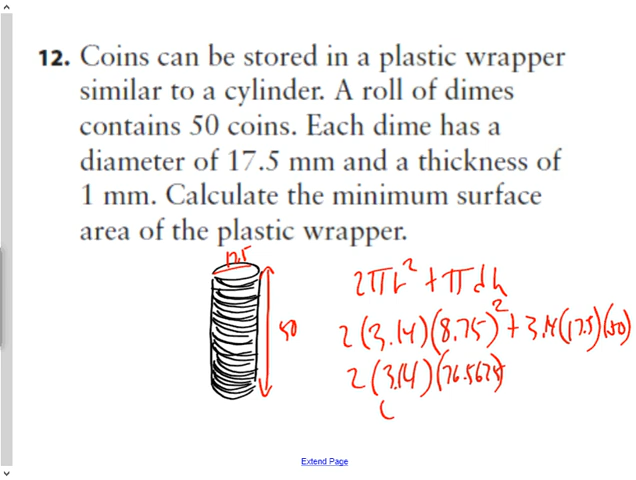 12. Coins can be stored in a plastic wrapper
similar to a cylinder. A roll of dimes
contains 50 coins. Each dime has a
diameter of 17.5 mm and a thickness of
1 mm. Calculate the minimum surface
area of the plastic wrapper.
17.5
50
2πr² + πdh
2(3.14)(8.75)² + 3.14(17.5)(50)
2(3.14)(76.5625)
(
Extend Page